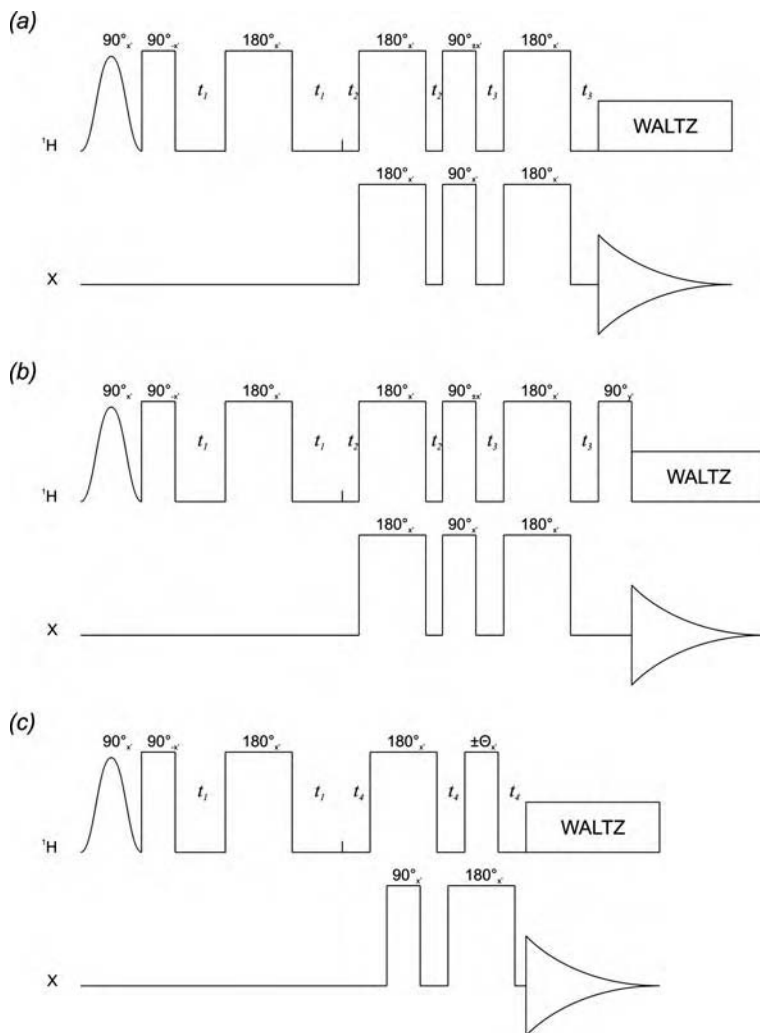 (a)
90°x' 90°-x' 180°x' 180°x' 90°±x' 180°x'
t1 t1 t2 t2 t3 t3
WALTZ
¹H
180°x' 90°x' 180°x'
X
(b)
90°x' 90°-x' 180°x' 180°x' 90°±x' 180°x' 90°x'
t1 t1 t2 t2 t3 t3
WALTZ
¹H
180°x' 90°x' 180°x'
X
(c)
90°x' 90°-x' 180°x' 180°x' ±Θx'
t1 t1 t4 t4 t4
WALTZ
¹H
90°x' 180°x'
X